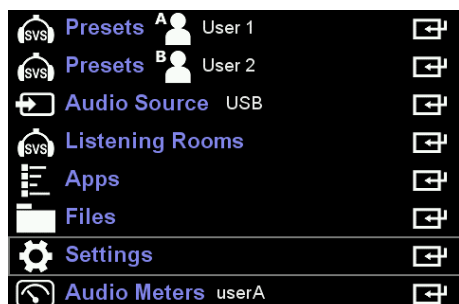 SVS Presets A User 1
SVS Presets B User 2
Audio Source USB
SVS Listening Rooms
Apps
Files
Settings
Audio Meters userA